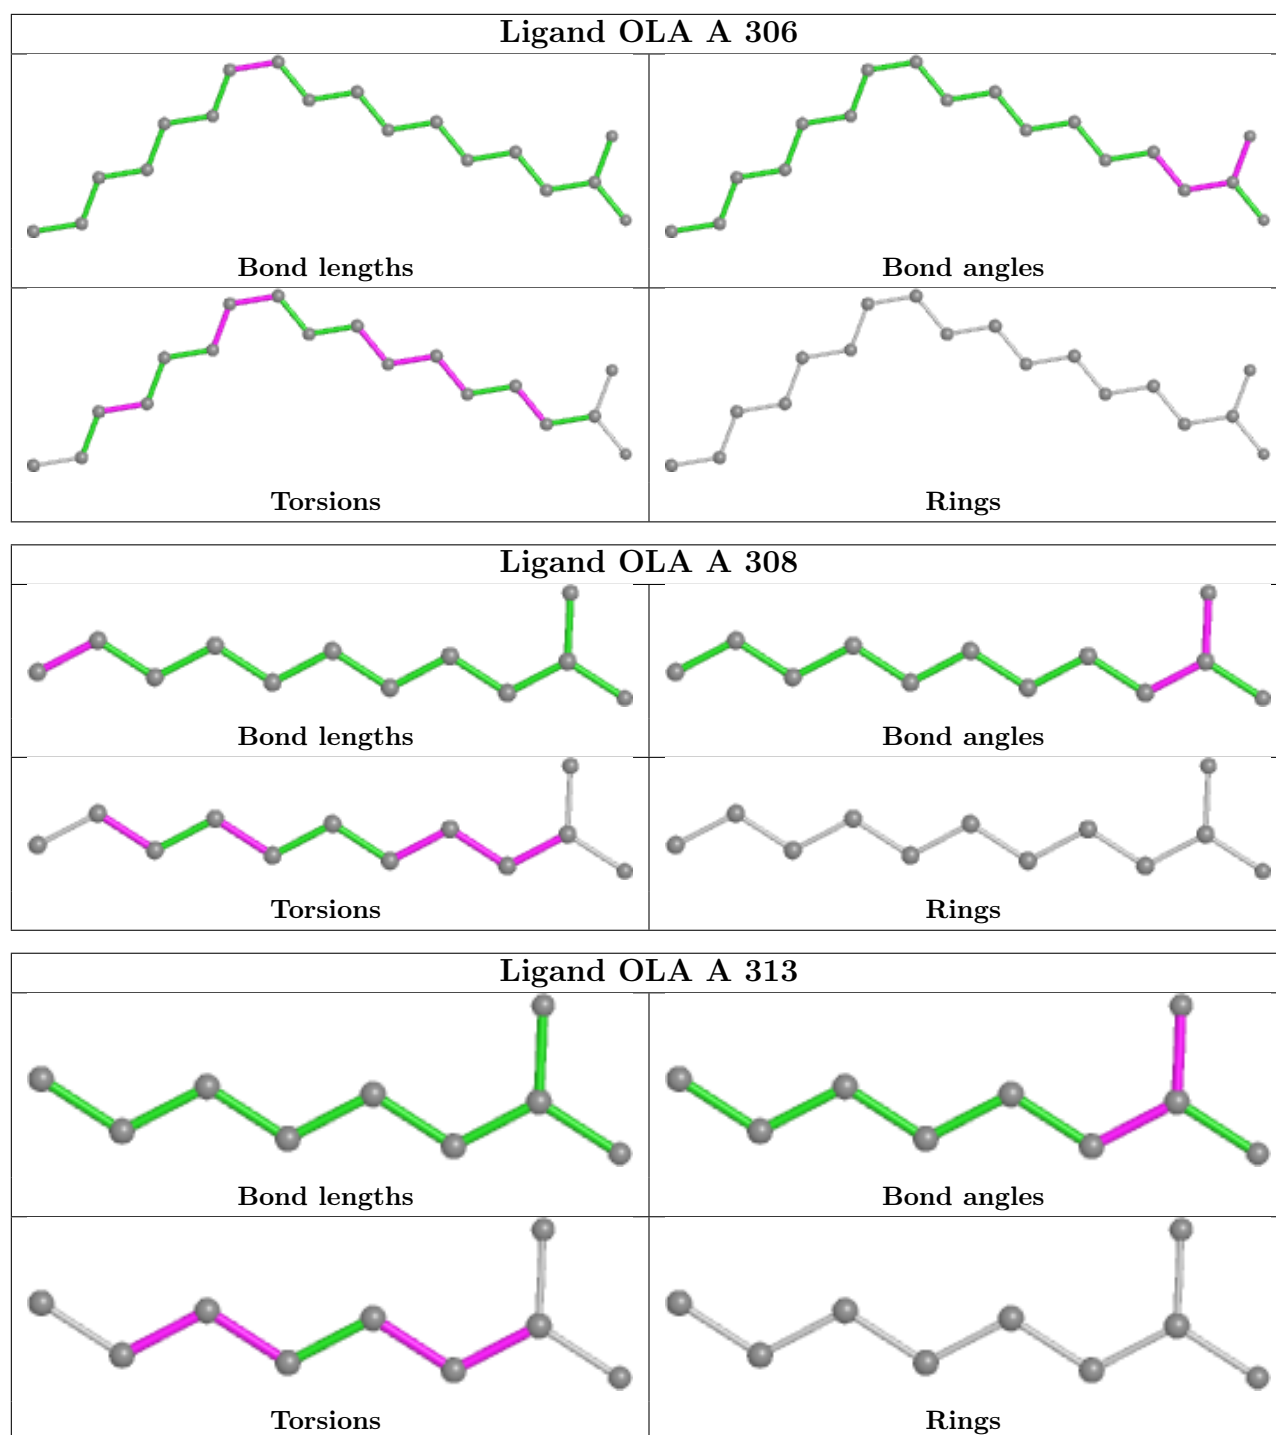 Ligand OLA A 306
Bond lengths
Bond angles
Torsions
Rings
Ligand OLA A 308
Bond lengths
Bond angles
Torsions
Rings
Ligand OLA A 313
Bond lengths
Bond angles
Torsions
Rings